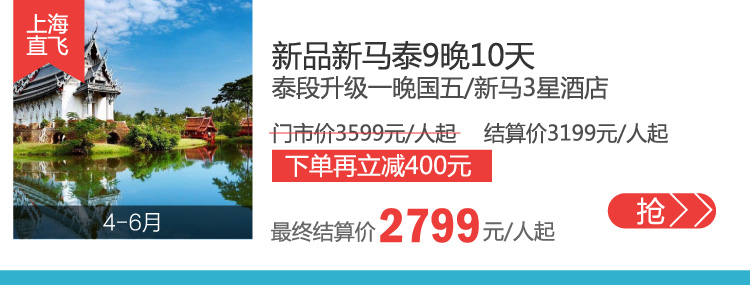 上海
直飞
新品新马泰9晚10天
泰段升级一晚国五/新马3星酒店
门市价3599元/人起 结算价3199元/人起
下单再立减400元
4-6月
最终结算价2799元/人起
抢